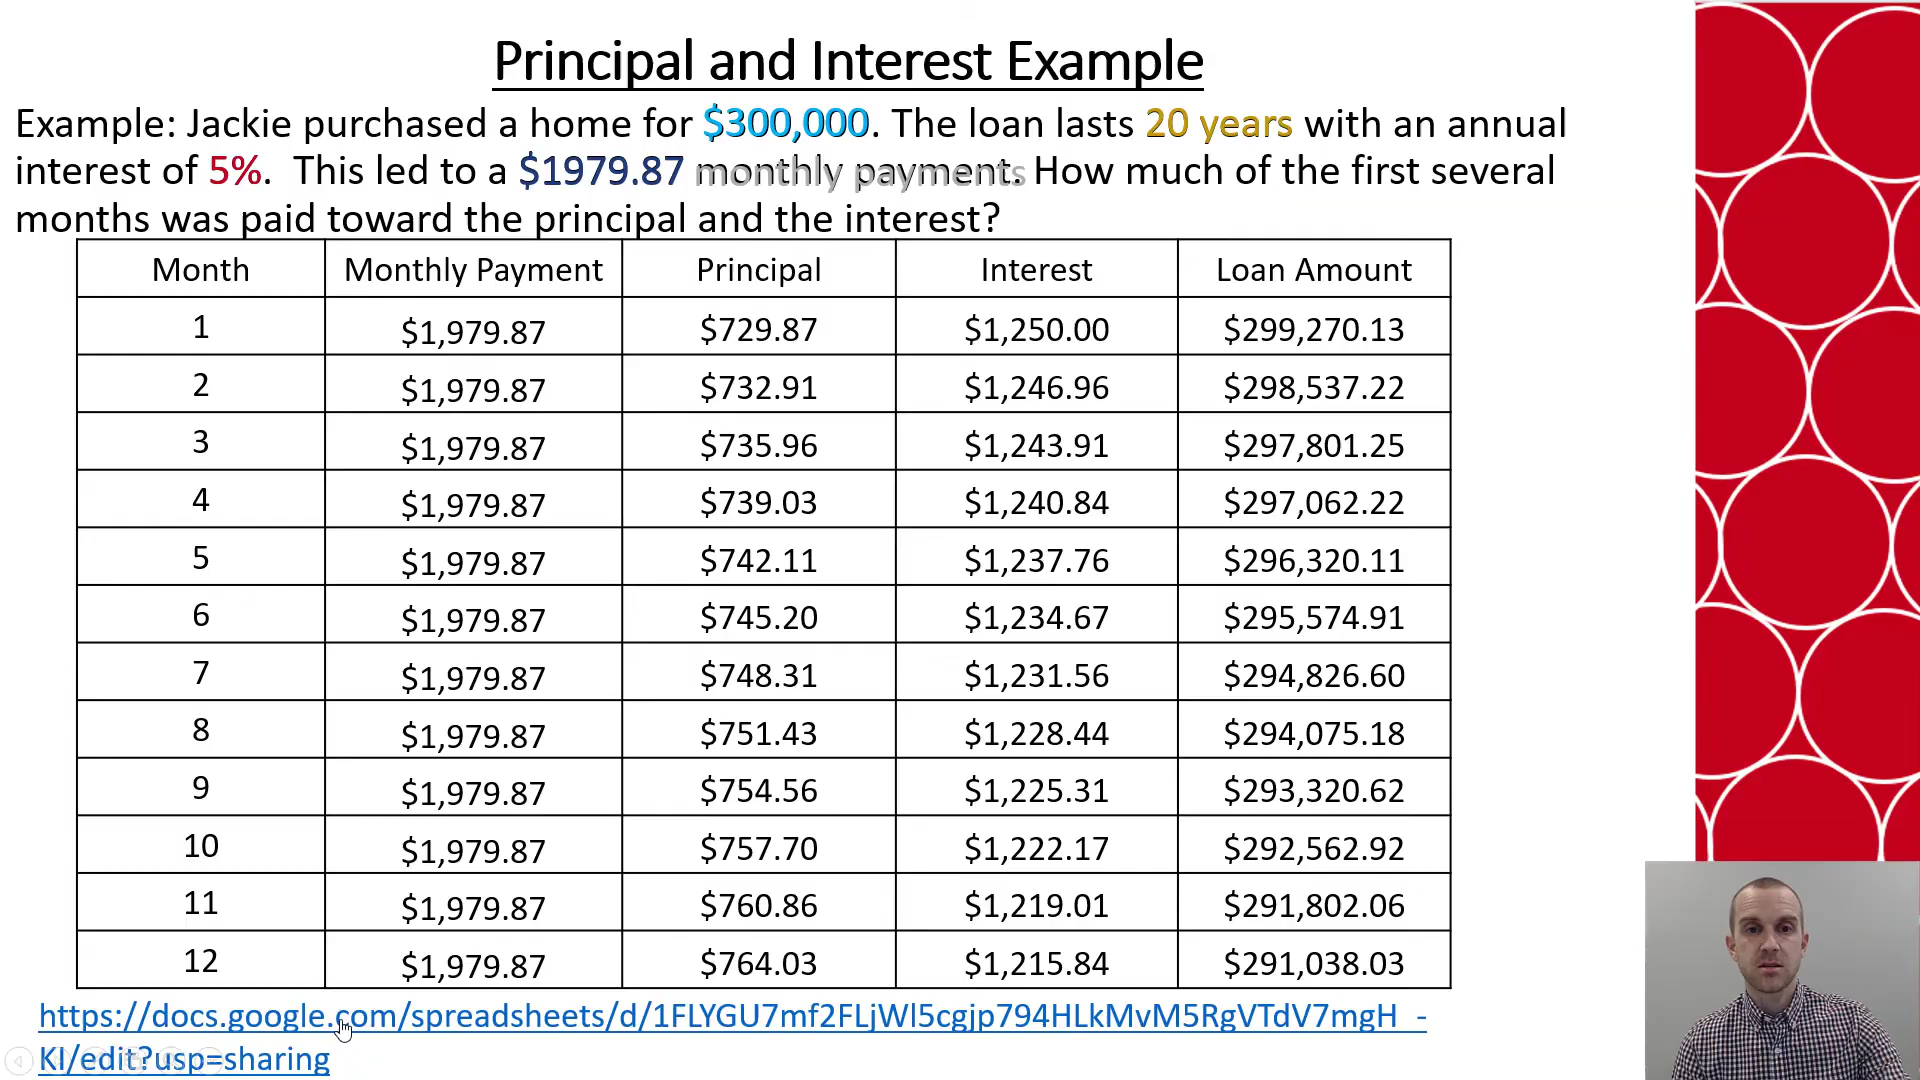 Principal and Interest Example
Example: Jackie purchased a home for $300,000. The loan lasts 20 years with an annual
interest of 5%. This led to a $1979.87 monthly payments. How much of the first several
months was paid toward the principal and the interest?
Month Monthly Payment Principal Interest Loan Amount
1 $1,979.87 $729.87 $1,250.00 $299,270.13
2 $1,979.87 $732.91 $1,246.96 $298,537.22
3 $1,979.87 $735.96 $1,243.91 $297,801.25
4 $1,979.87 $739.03 $1,240.84 $297,062.22
5 $1,979.87 $742.11 $1,237.76 $296,320.11
6 $1,979.87 $745.20 $1,234.67 $295,574.91
7 $1,979.87 $748.31 $1,231.56 $294,826.60
8 $1,979.87 $751.43 $1,228.44 $294,075.18
9 $1,979.87 $754.56 $1,225.31 $293,320.62
10 $1,979.87 $757.70 $1,222.17 $292,562.92
11 $1,979.87 $760.86 $1,219.01 $291,802.06
12 $1,979.87 $764.03 $1,215.84 $291,038.03
https://docs.google.com/spreadsheets/d/1FLYGU7mf2FLjWl5cgjp794HLkMvM5RgVTdV7mgH_-
KI/edit?usp=sharing